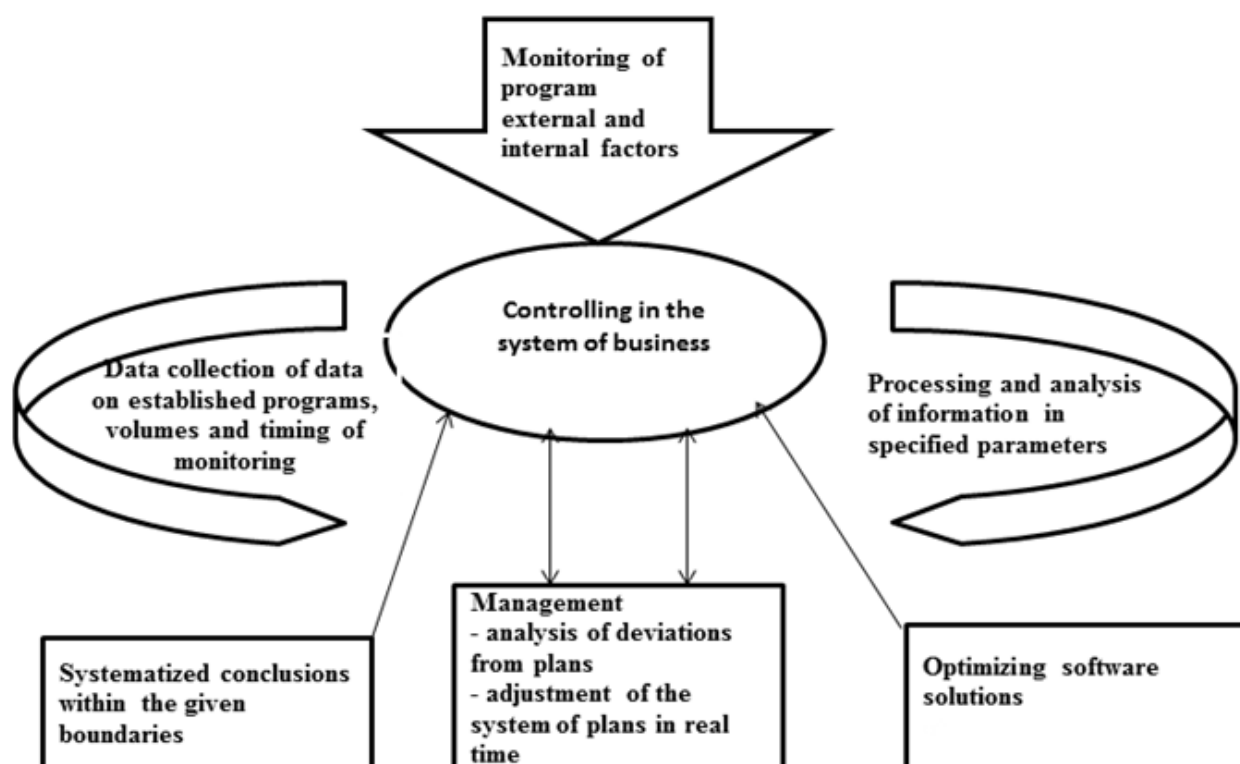 Monitoring of
program
external and
internal factors
Controlling in the
system of business
Data collection of data
on established programs,
volumes and timing of
monitoring
Processing and analysis
of information in
specified parameters
Systematized conclusions
within the given
boundaries
Management
- analysis of deviations
from plans
- adjustment of the
system of plans in real
time
Optimizing software
solutions